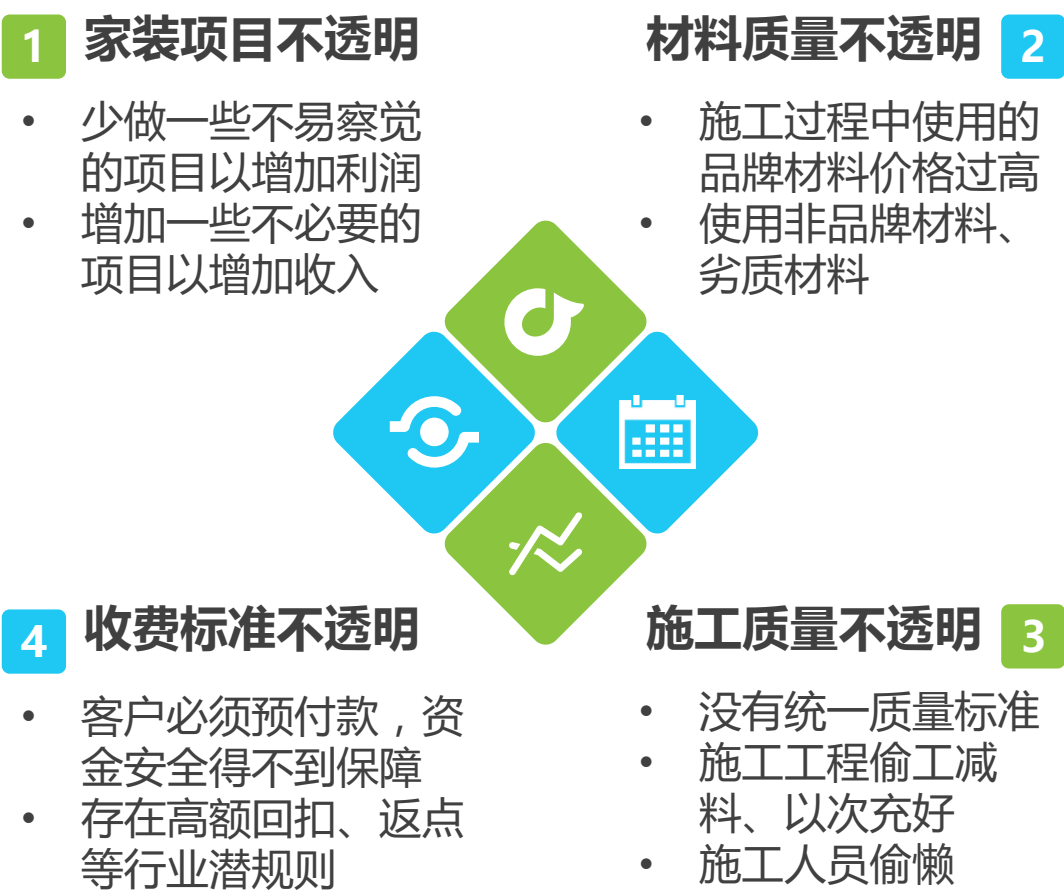 1 家装项目不透明
• 少做一些不易察觉
的项目以增加利润
• 增加一些不必要的
项目以增加收入
材料质量不透明 2
• 施工过程中使用的
品牌材料价格过高
• 使用非品牌材料、
劣质材料
施工质量不透明 3
• 没有统一质量标准
• 施工工程偷工减
料、以次充好
• 施工人员偷懒
4 收费标准不透明
• 客户必须预付款，资
金安全得不到保障
• 存在高额回扣、返点
等行业潜规则